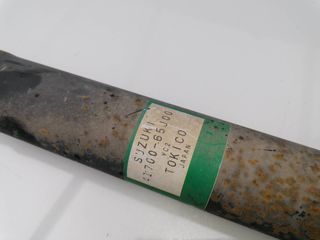 SUZUKI
41700-65J00
YC2
TOKICO
JAPAN